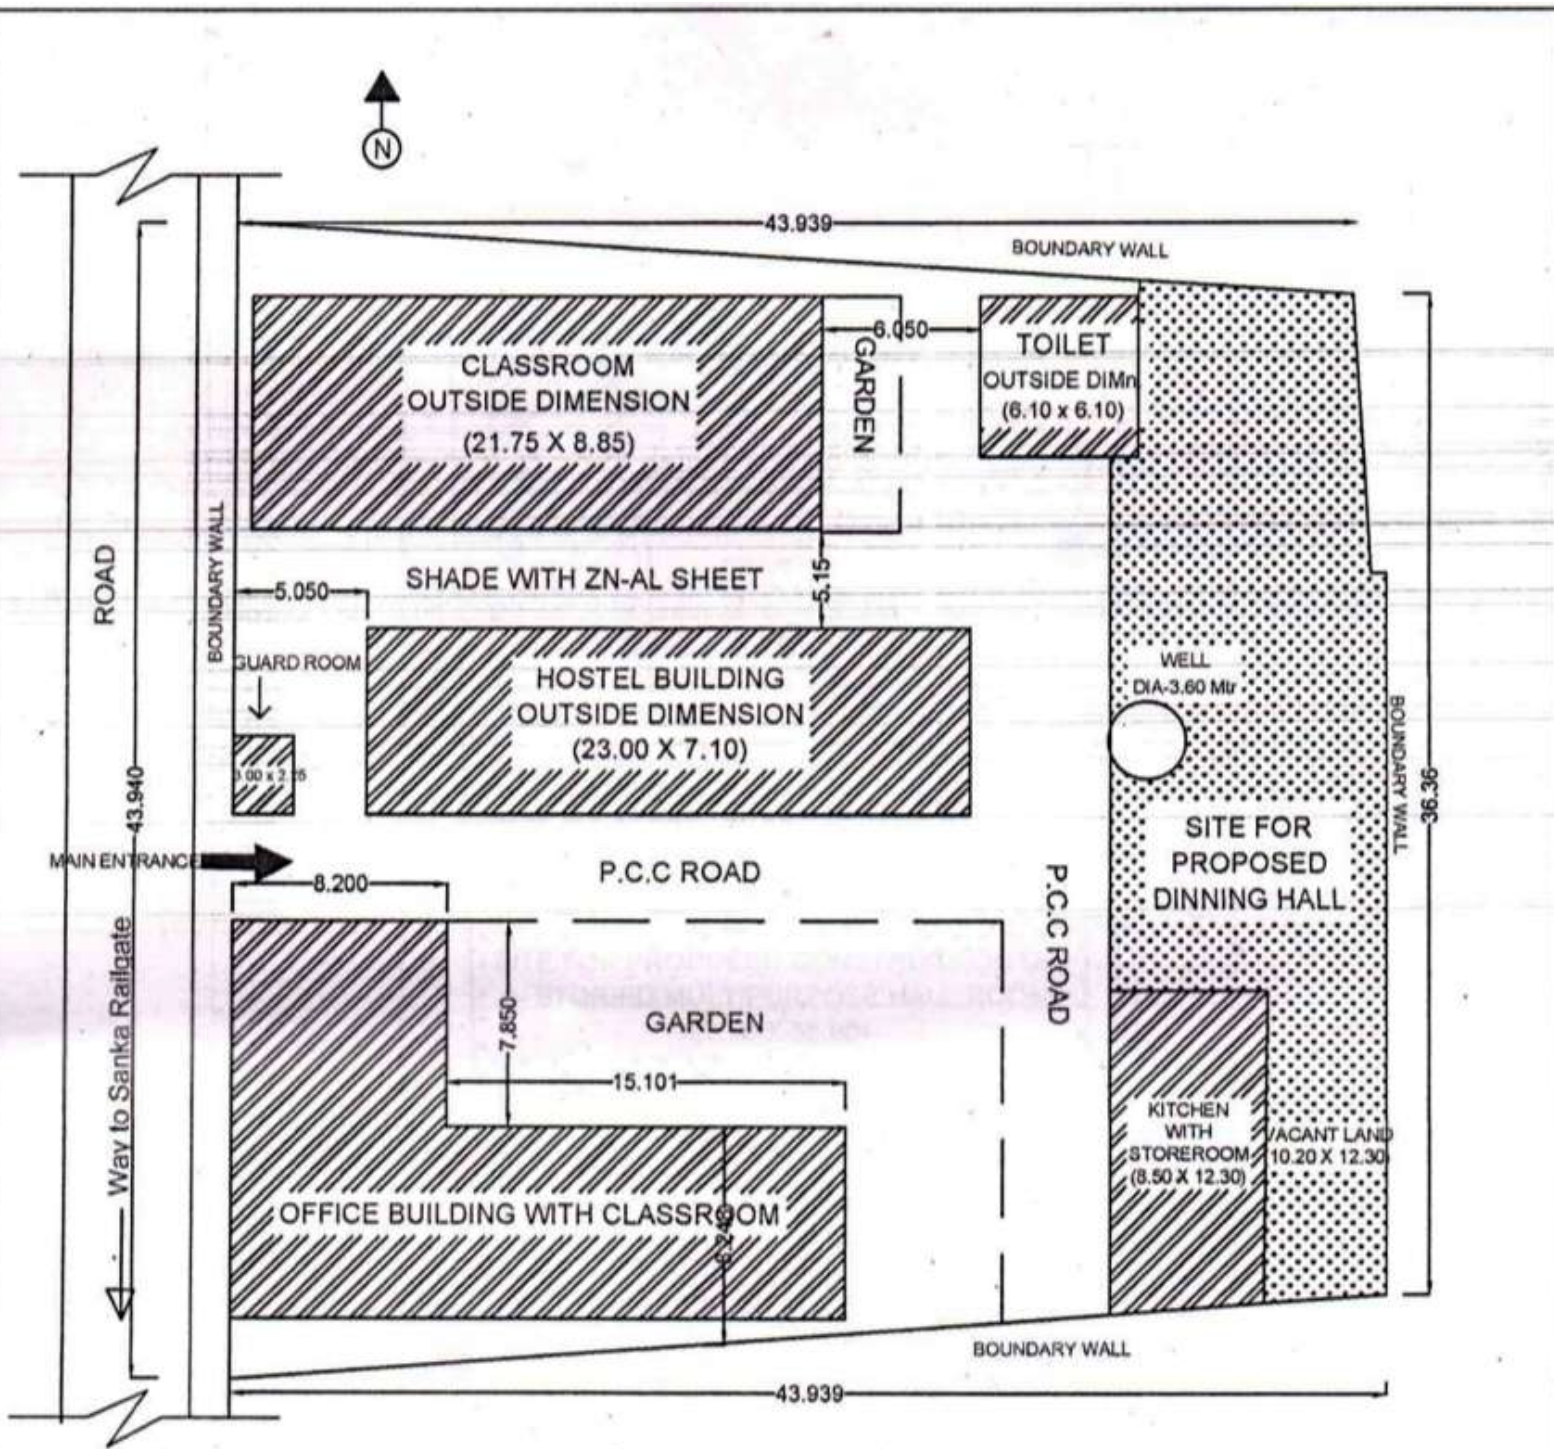 N
43.939
BOUNDARY WALL
CLASSROOM
OUTSIDE DIMENSION
(21.75 X 8.85)
6.050
GARDEN
TOILET
OUTSIDE DIMn
(6.10 x 6.10)
ROAD
BOUNDARY WALL
5.050
SHADE WITH ZN-AL SHEET
5.15
GUARD ROOM
HOSTEL BUILDING
OUTSIDE DIMENSION
(23.00 X 7.10)
WELL
DIA-3.60 Mtr
BOUNDARY WALL
36.36
43.940
SITE FOR
PROPOSED
DINNING HALL
MAIN ENTRANCE
8.200
P.C.C ROAD
P.C.C ROAD
Way to Sanka Railgate
7.850
GARDEN
15.101
KITCHEN
WITH
STOREROOM
(8.50 X 12.30)
VACANT LAND
10.20 X 12.30)
OFFICE BUILDING WITH CLASSROOM
BOUNDARY WALL
43.939